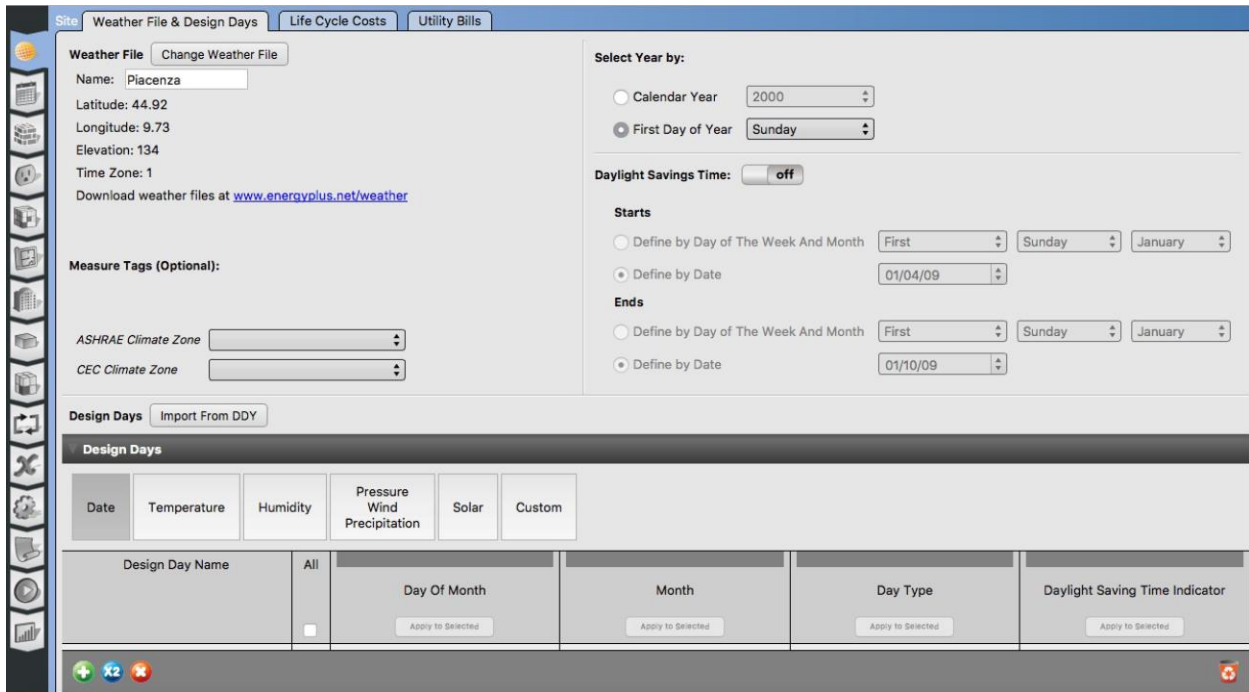 Site Weather File & Design Days Life Cycle Costs Utility Bills
Weather File Change Weather File
Name: Piacenza
Latitude: 44.92
Longitude: 9.73
Elevation: 134
Time Zone: 1
Download weather files at www.energyplus.net/weather
Measure Tags (Optional):
ASHRAE Climate Zone
CEC Climate Zone
Select Year by:
Calendar Year 2000
First Day of Year Sunday
Daylight Savings Time: off
Starts
Define by Day of The Week And Month First Sunday January
Define by Date 01/04/09
Ends
Define by Day of The Week And Month First Sunday January
Define by Date 01/10/09
Design Days Import From DDY
Design Days
Date Temperature Humidity Pressure Wind Precipitation Solar Custom
Design Day Name All Day Of Month Month Day Type Daylight Saving Time Indicator
Apply to Selected Apply to Selected Apply to Selected Apply to Selected
X2